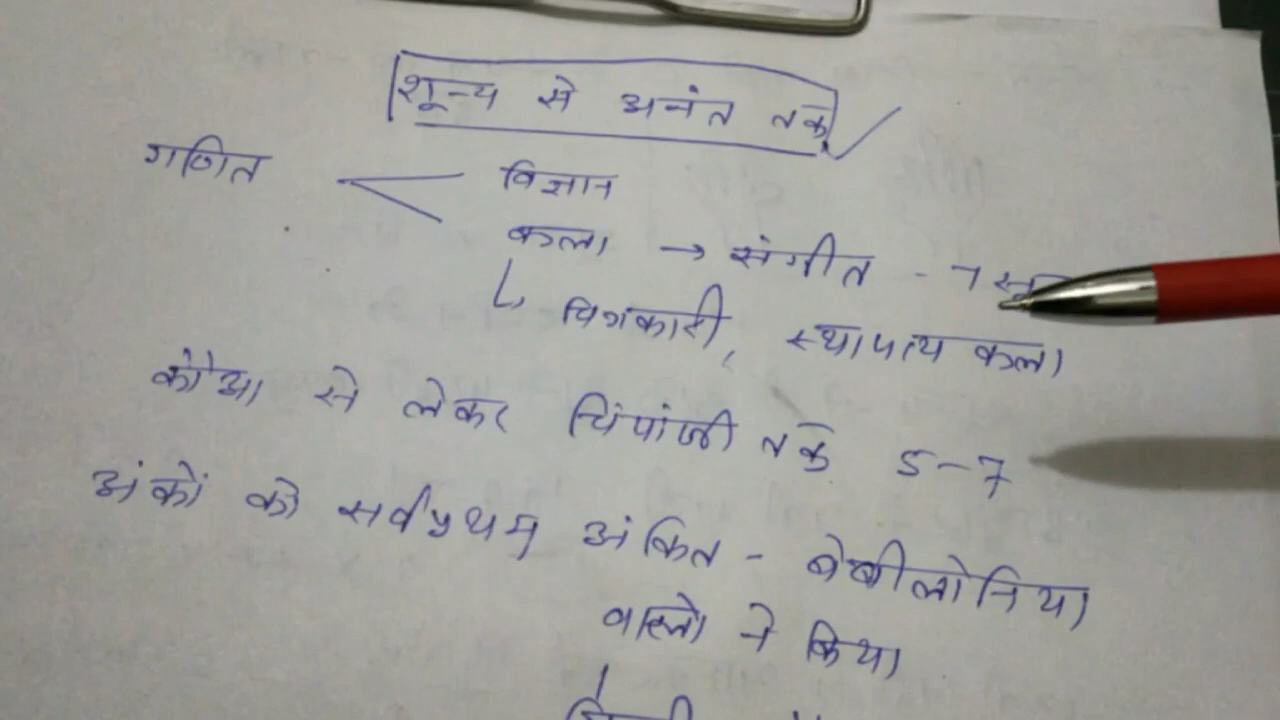 शून्य से अनंत तक
गणित
विज्ञान
कला → संगीत - 7
चित्रकारी, स्थापत्य कला
कौआ से लेकर चिंपांजी तक 5-7
अंकों को सर्वप्रथम अंकित - बेबीलोनिया
वालो ने किया